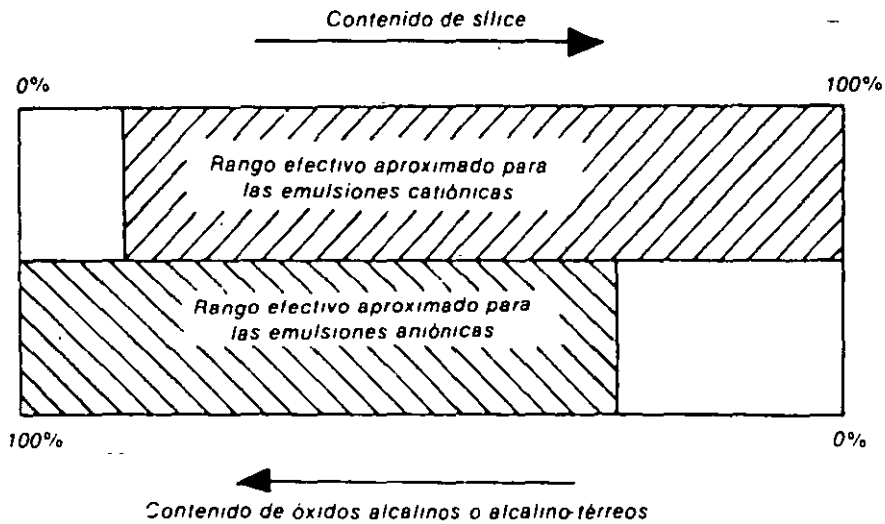 Contenido de sílice
0%
100%
Rango efectivo aproximado para
las emulsiones catiónicas
Rango efectivo aproximado para
las emulsiones aniónicas
100%
0%
Contenido de óxidos alcalinos o alcalino-térreos